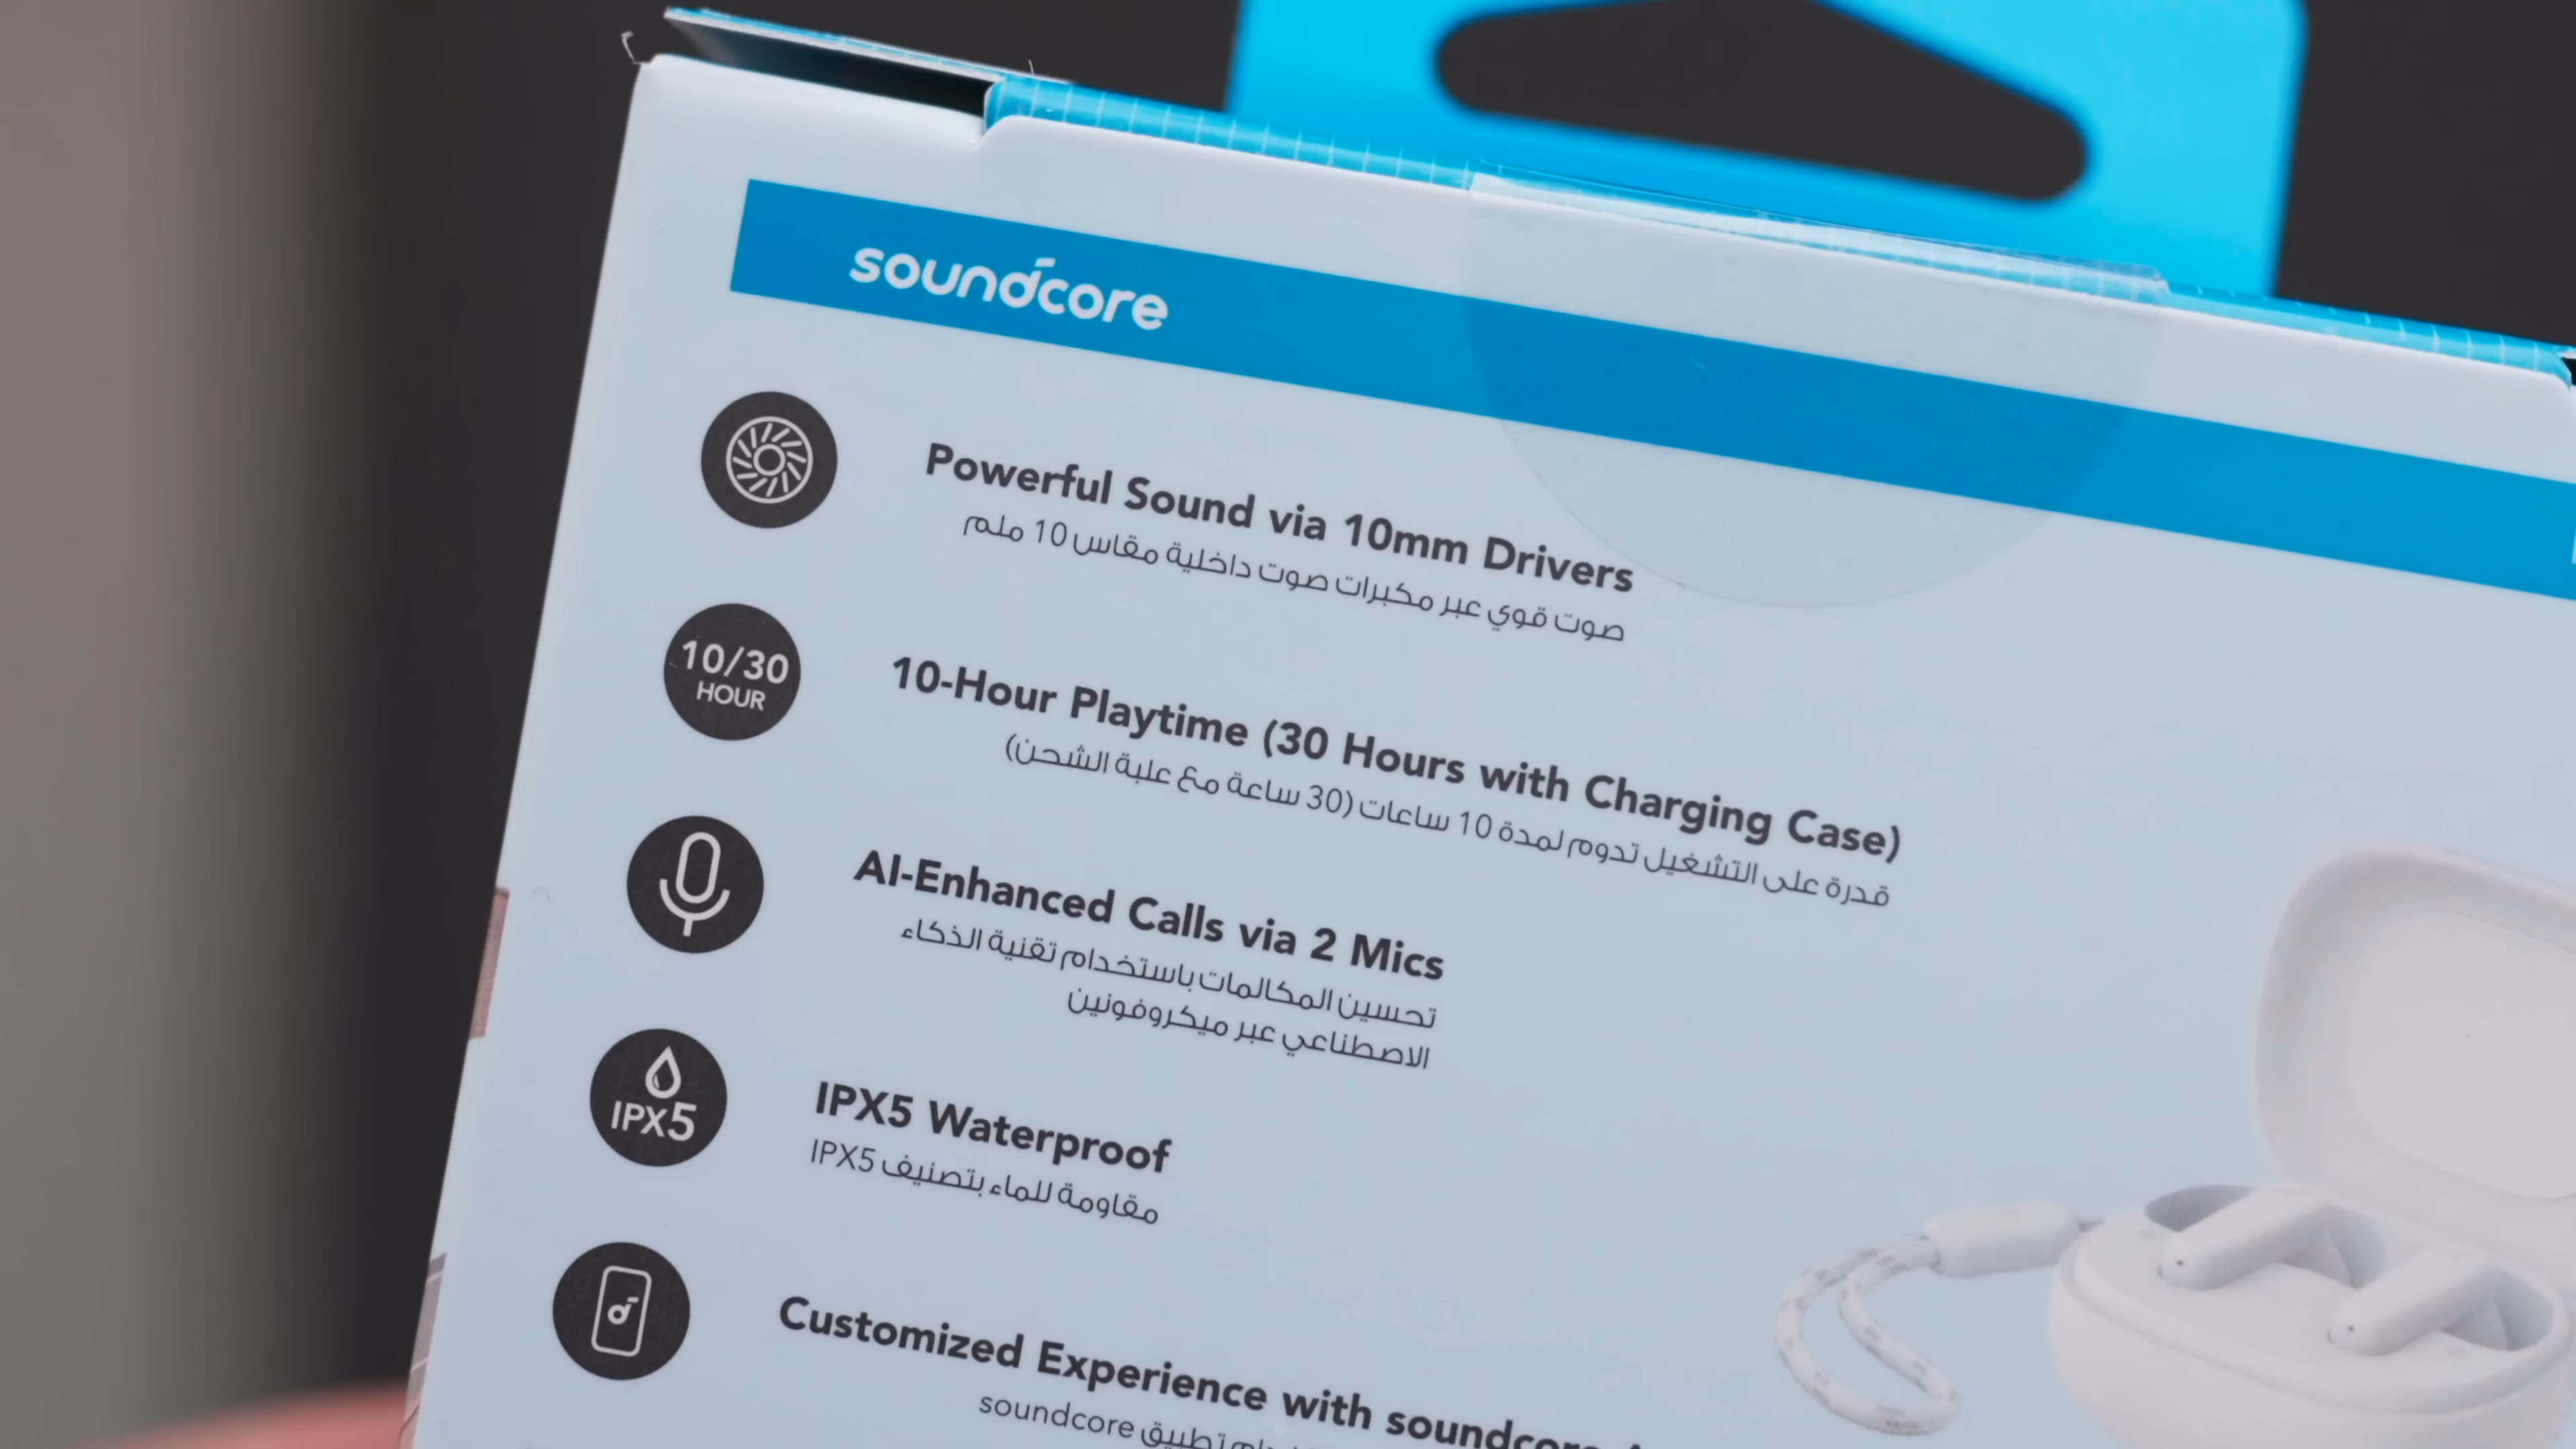 soundcore
Powerful Sound via 10mm Drivers
صوت قوي عبر مكبرات صوت داخلية مقاس 10 ملم
10/30
HOUR
10-Hour Playtime (30 Hours with Charging Case)
قدرة على التشغيل تدوم لمدة 10 ساعات (30 ساعة مع علبة الشحن)
AI-Enhanced Calls via 2 Mics
تحسين المكالمات باستخدام تقنية الذكاء
الاصطناعي عبر ميكروفونين
IPX5
IPX5 Waterproof
مقاومة للماء بتصنيف IPX5
Customized Experience with soundcore
تطبيق soundcore